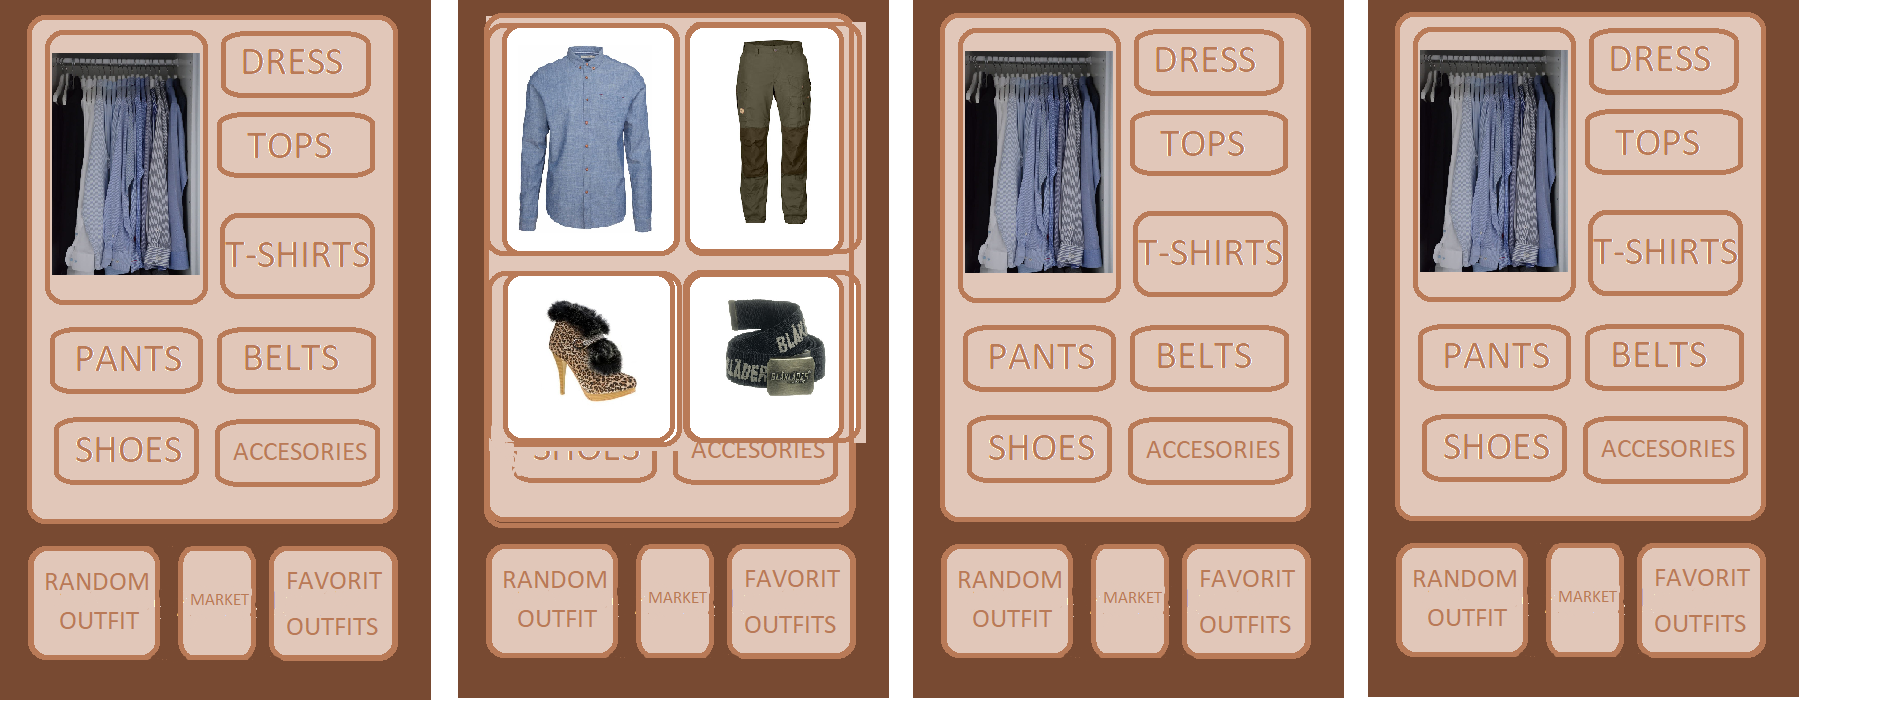 DRESS
TOPS
T-SHIRTS
PANTS
BELTS
SHOES
ACCESORIES
RANDOM
OUTFIT
MARKET
FAVORIT
OUTFITS
BLAKLADER
SHOES
ACCESORIES
RANDOM
OUTFIT
MARKET
FAVORIT
OUTFITS
DRESS
TOPS
T-SHIRTS
PANTS
BELTS
SHOES
ACCESORIES
RANDOM
OUTFIT
MARKET
FAVORIT
OUTFITS
DRESS
TOPS
T-SHIRTS
PANTS
BELTS
SHOES
ACCESORIES
RANDOM
OUTFIT
MARKET
FAVORIT
OUTFITS